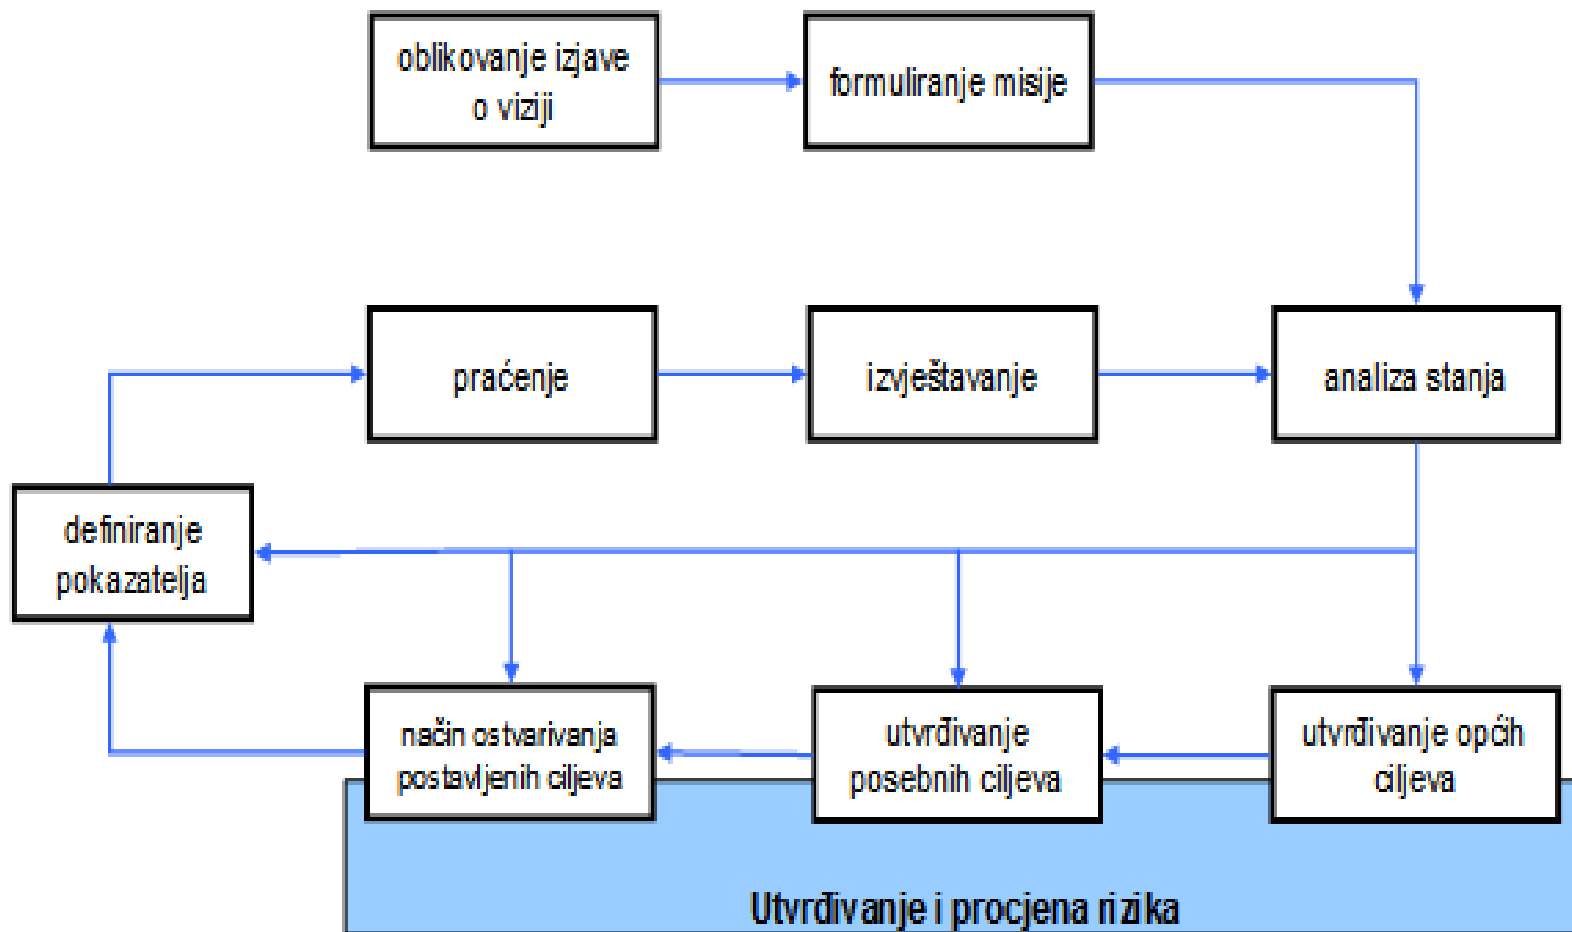 oblikovanje izjave
o viziji
formuliranje misije
praćenje
izvještavanje
analiza stanja
definiranje
pokazatelja
način ostvarivanja
postavljenih ciljeva
utvrđivanje
posebnih ciljeva
utvrđivanje općih
ciljeva
Utvrđivanje i procjena rizika